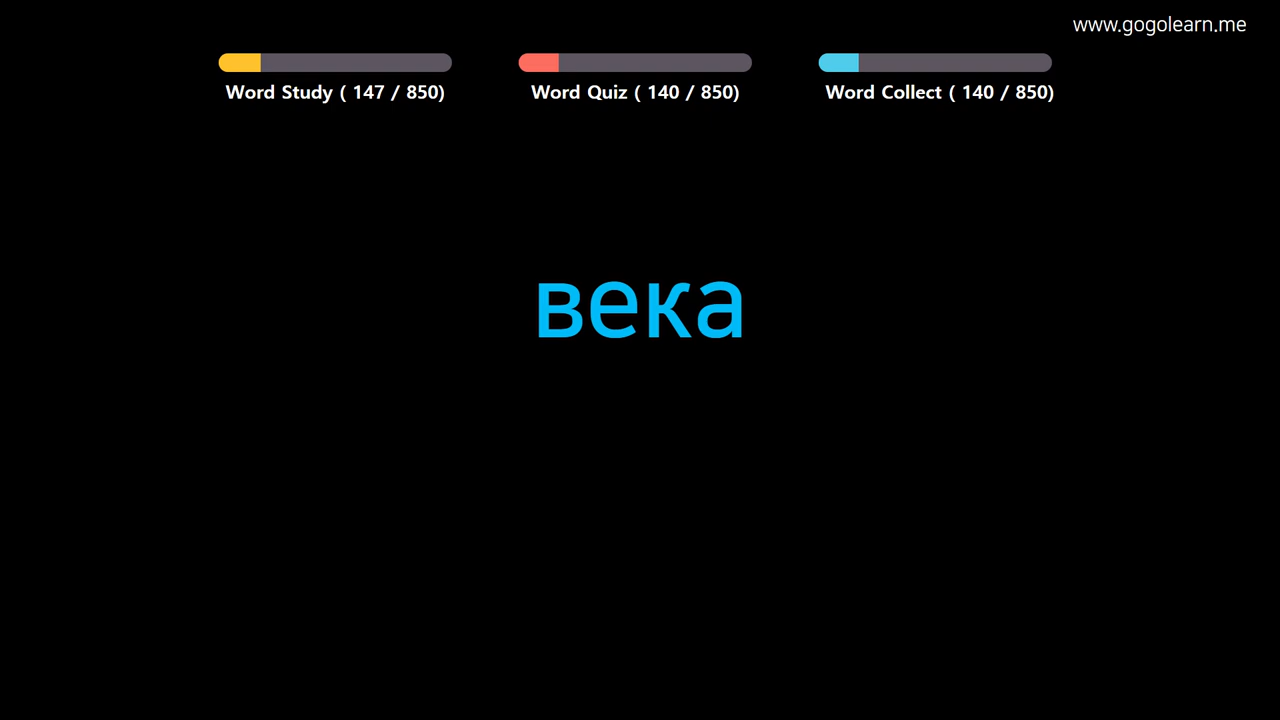 www.gogolearn.me
Word Study ( 147 / 850)
Word Quiz ( 140 / 850)
Word Collect ( 140 / 850)
века